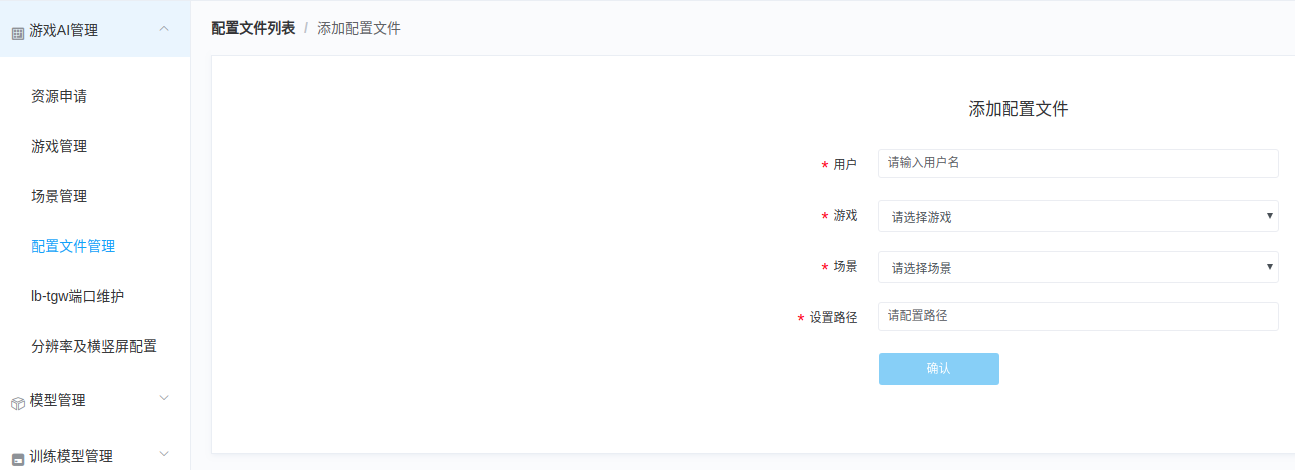 游戏AI管理
资源申请
游戏管理
场景管理
配置文件管理
lb-tgw端口维护
分辨率及横竖屏配置
模型管理
训练模型管理
配置文件列表 / 添加配置文件
添加配置文件
* 用户 请输入用户名
* 游戏 请选择游戏
* 场景 请选择场景
* 设置路径 请配置路径
确认